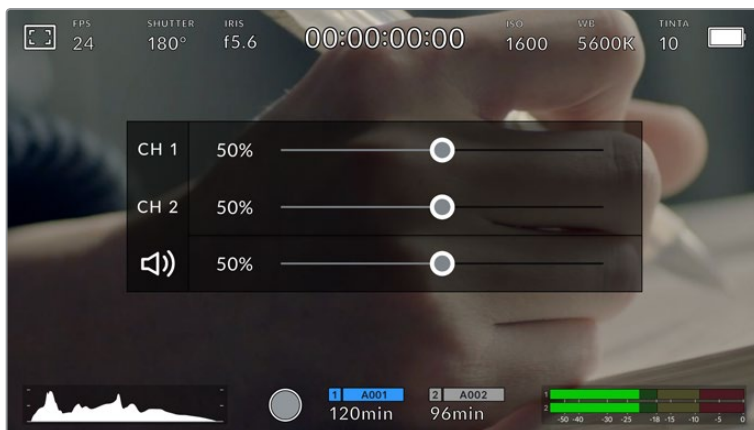 FPS SHUTTER IRIS ISO WB TINTA
24 180° f5.6 00:00:00:00 1600 5600K 10
CH 1 50%
CH 2 50%
50%
1 A001 2 A002
120min 96min
1
2
-50 -40 -30 -25 -18 -15 -10 -5 0